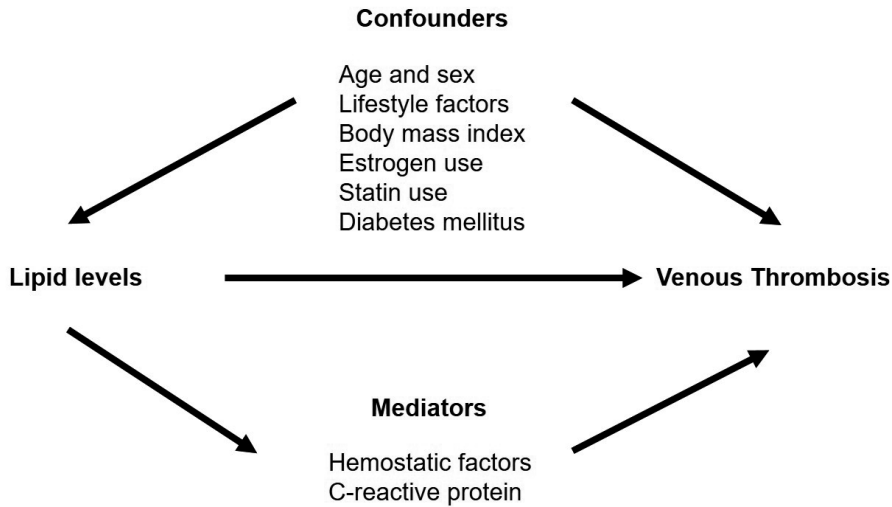 Confounders
Age and sex
Lifestyle factors
Body mass index
Estrogen use
Statin use
Diabetes mellitus
Lipid levels
Venous Thrombosis
Mediators
Hemostatic factors
C-reactive protein